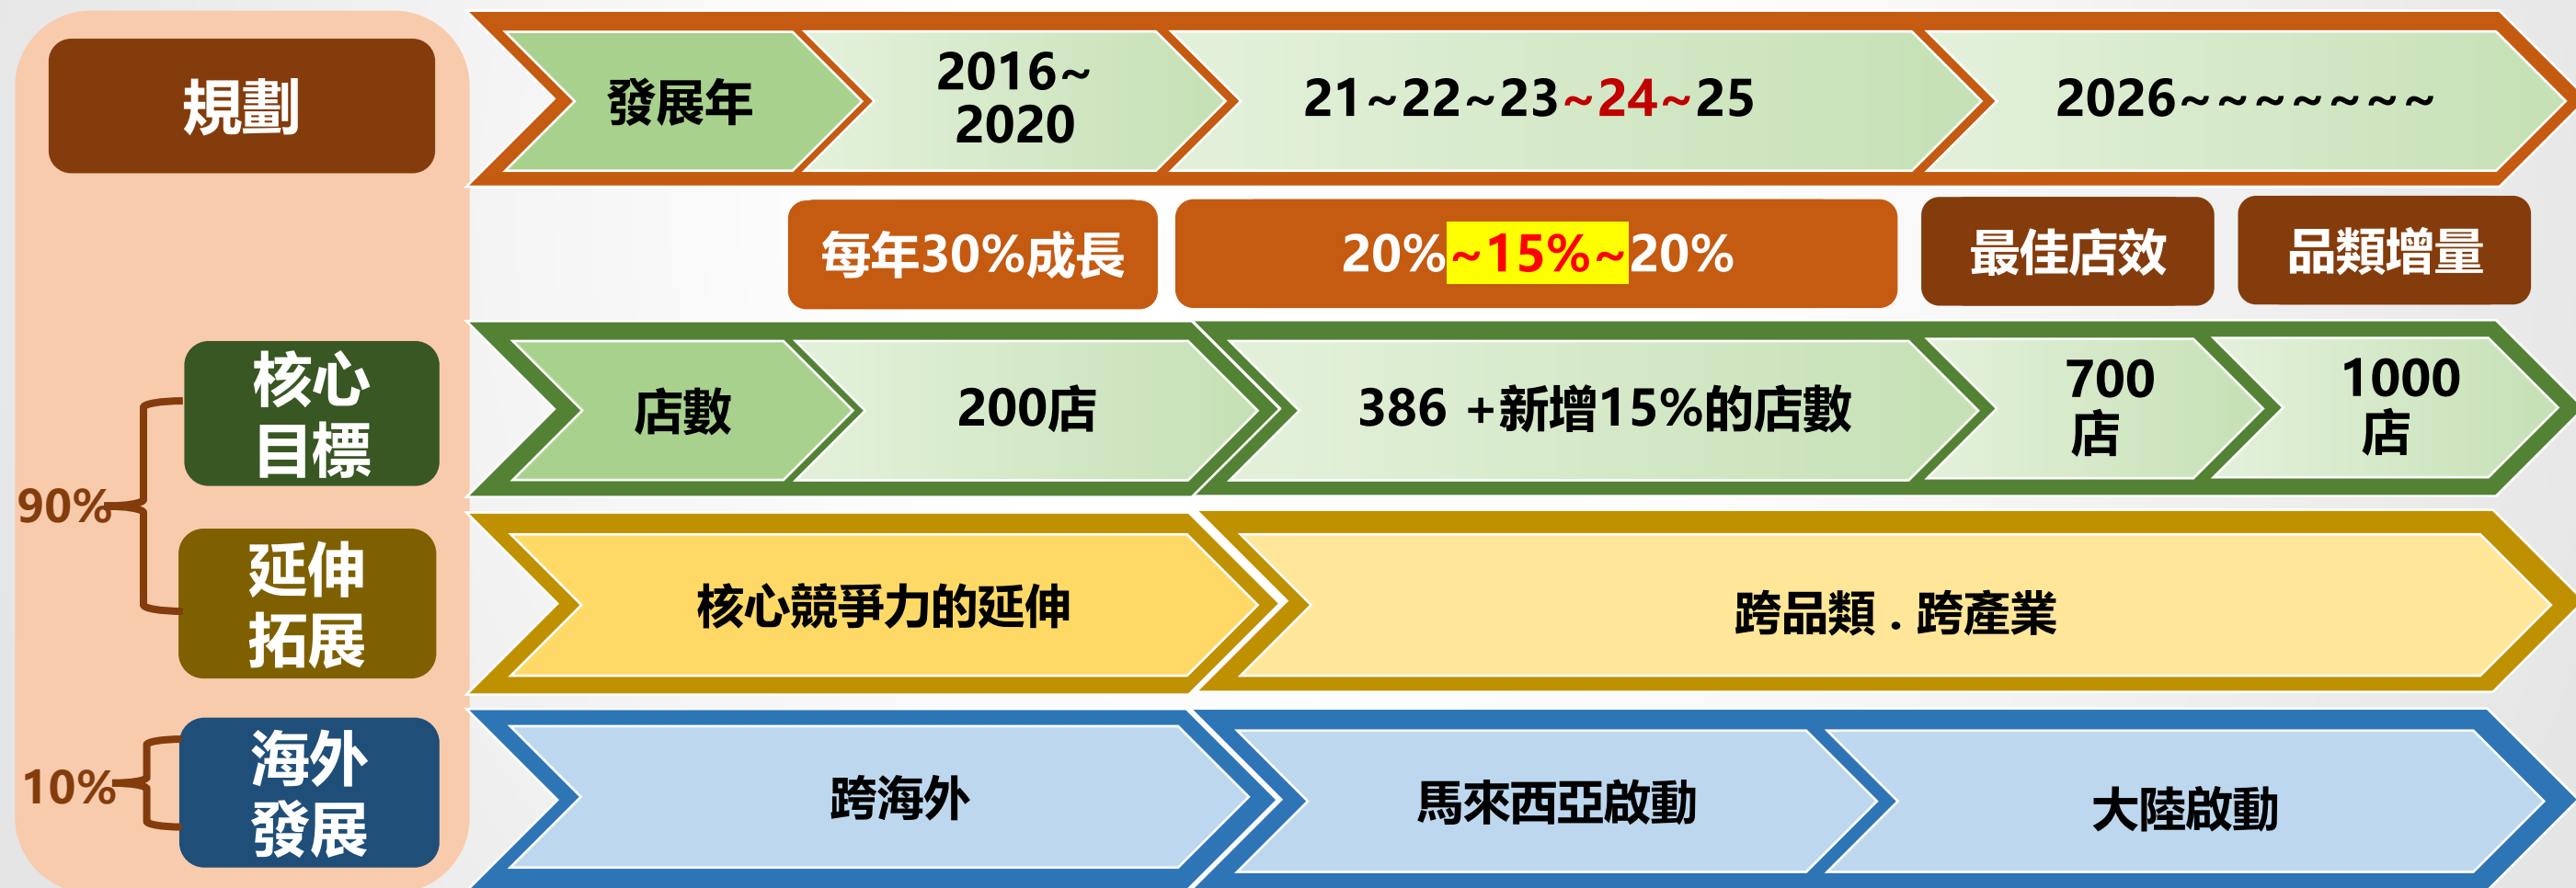 規劃
發展年
2016~
2020
21~22~23~24~25
2026~~~~~~~
每年30%成長
20%~15%~20%
最佳店效
品類增量
核心
目標
店數
200店
386 +新增15%的店數
700
店
1000
店
90%
延伸
拓展
核心競爭力的延伸
跨品類 . 跨產業
10%
海外
發展
跨海外
馬來西亞啟動
大陸啟動